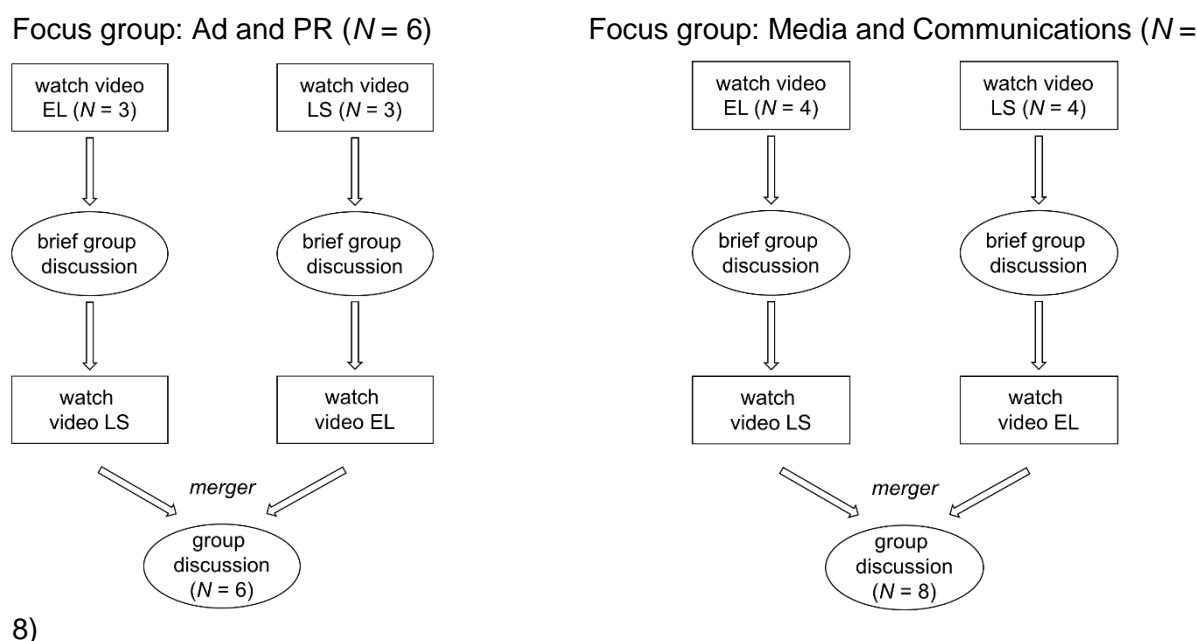 Focus group: Ad and PR (N = 6)
Focus group: Media and Communications (N =
8)
watch video
EL (N = 3)
watch video
LS (N = 3)
brief group
discussion
brief group
discussion
watch
video LS
watch
video EL
merger
group
discussion
(N = 6)
watch video
EL (N = 4)
watch video
LS (N = 4)
brief group
discussion
brief group
discussion
watch
video LS
watch
video EL
merger
group
discussion
(N = 8)